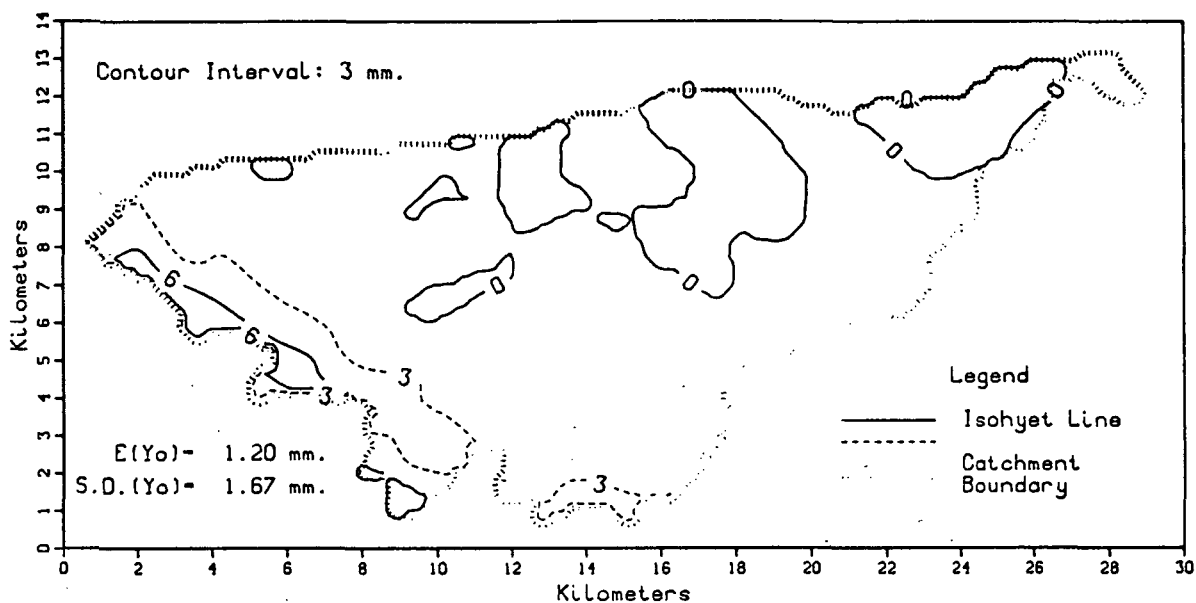 14
13
12
11
10
9
8
7
6
5
4
3
2
1
0
Kilometers
Contour Interval: 3 mm.
0
0
0
0
6
0
0
6
3
3
3
Legend
Isohyet Line
Catchment
Boundary
E(Yo)= 1.20 mm.
S.D.(Yo)= 1.67 mm.
0 2 4 6 8 10 12 14 16 18 20 22 24 26 28 30
Kilometers